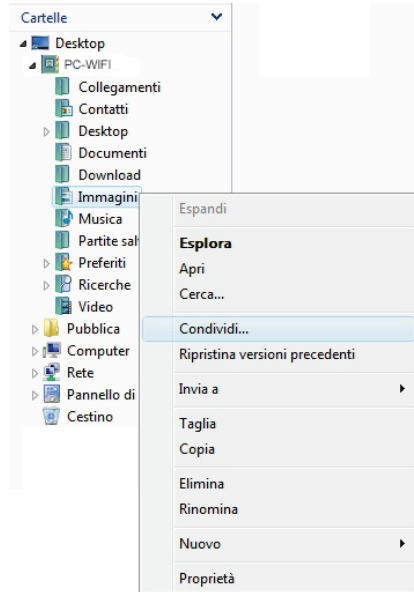 Cartelle
Desktop
PC-WIFI
Collegamenti
Contatti
Desktop
Documenti
Download
Immagini
Musica
Partite sal
Preferiti
Ricerche
Video
Pubblica
Computer
Rete
Pannello di
Cestino
Espandi
Esplora
Apri
Cerca...
Condividi...
Ripristina versioni precedenti
Invia a
Taglia
Copia
Elimina
Rinomina
Nuovo
Proprietà